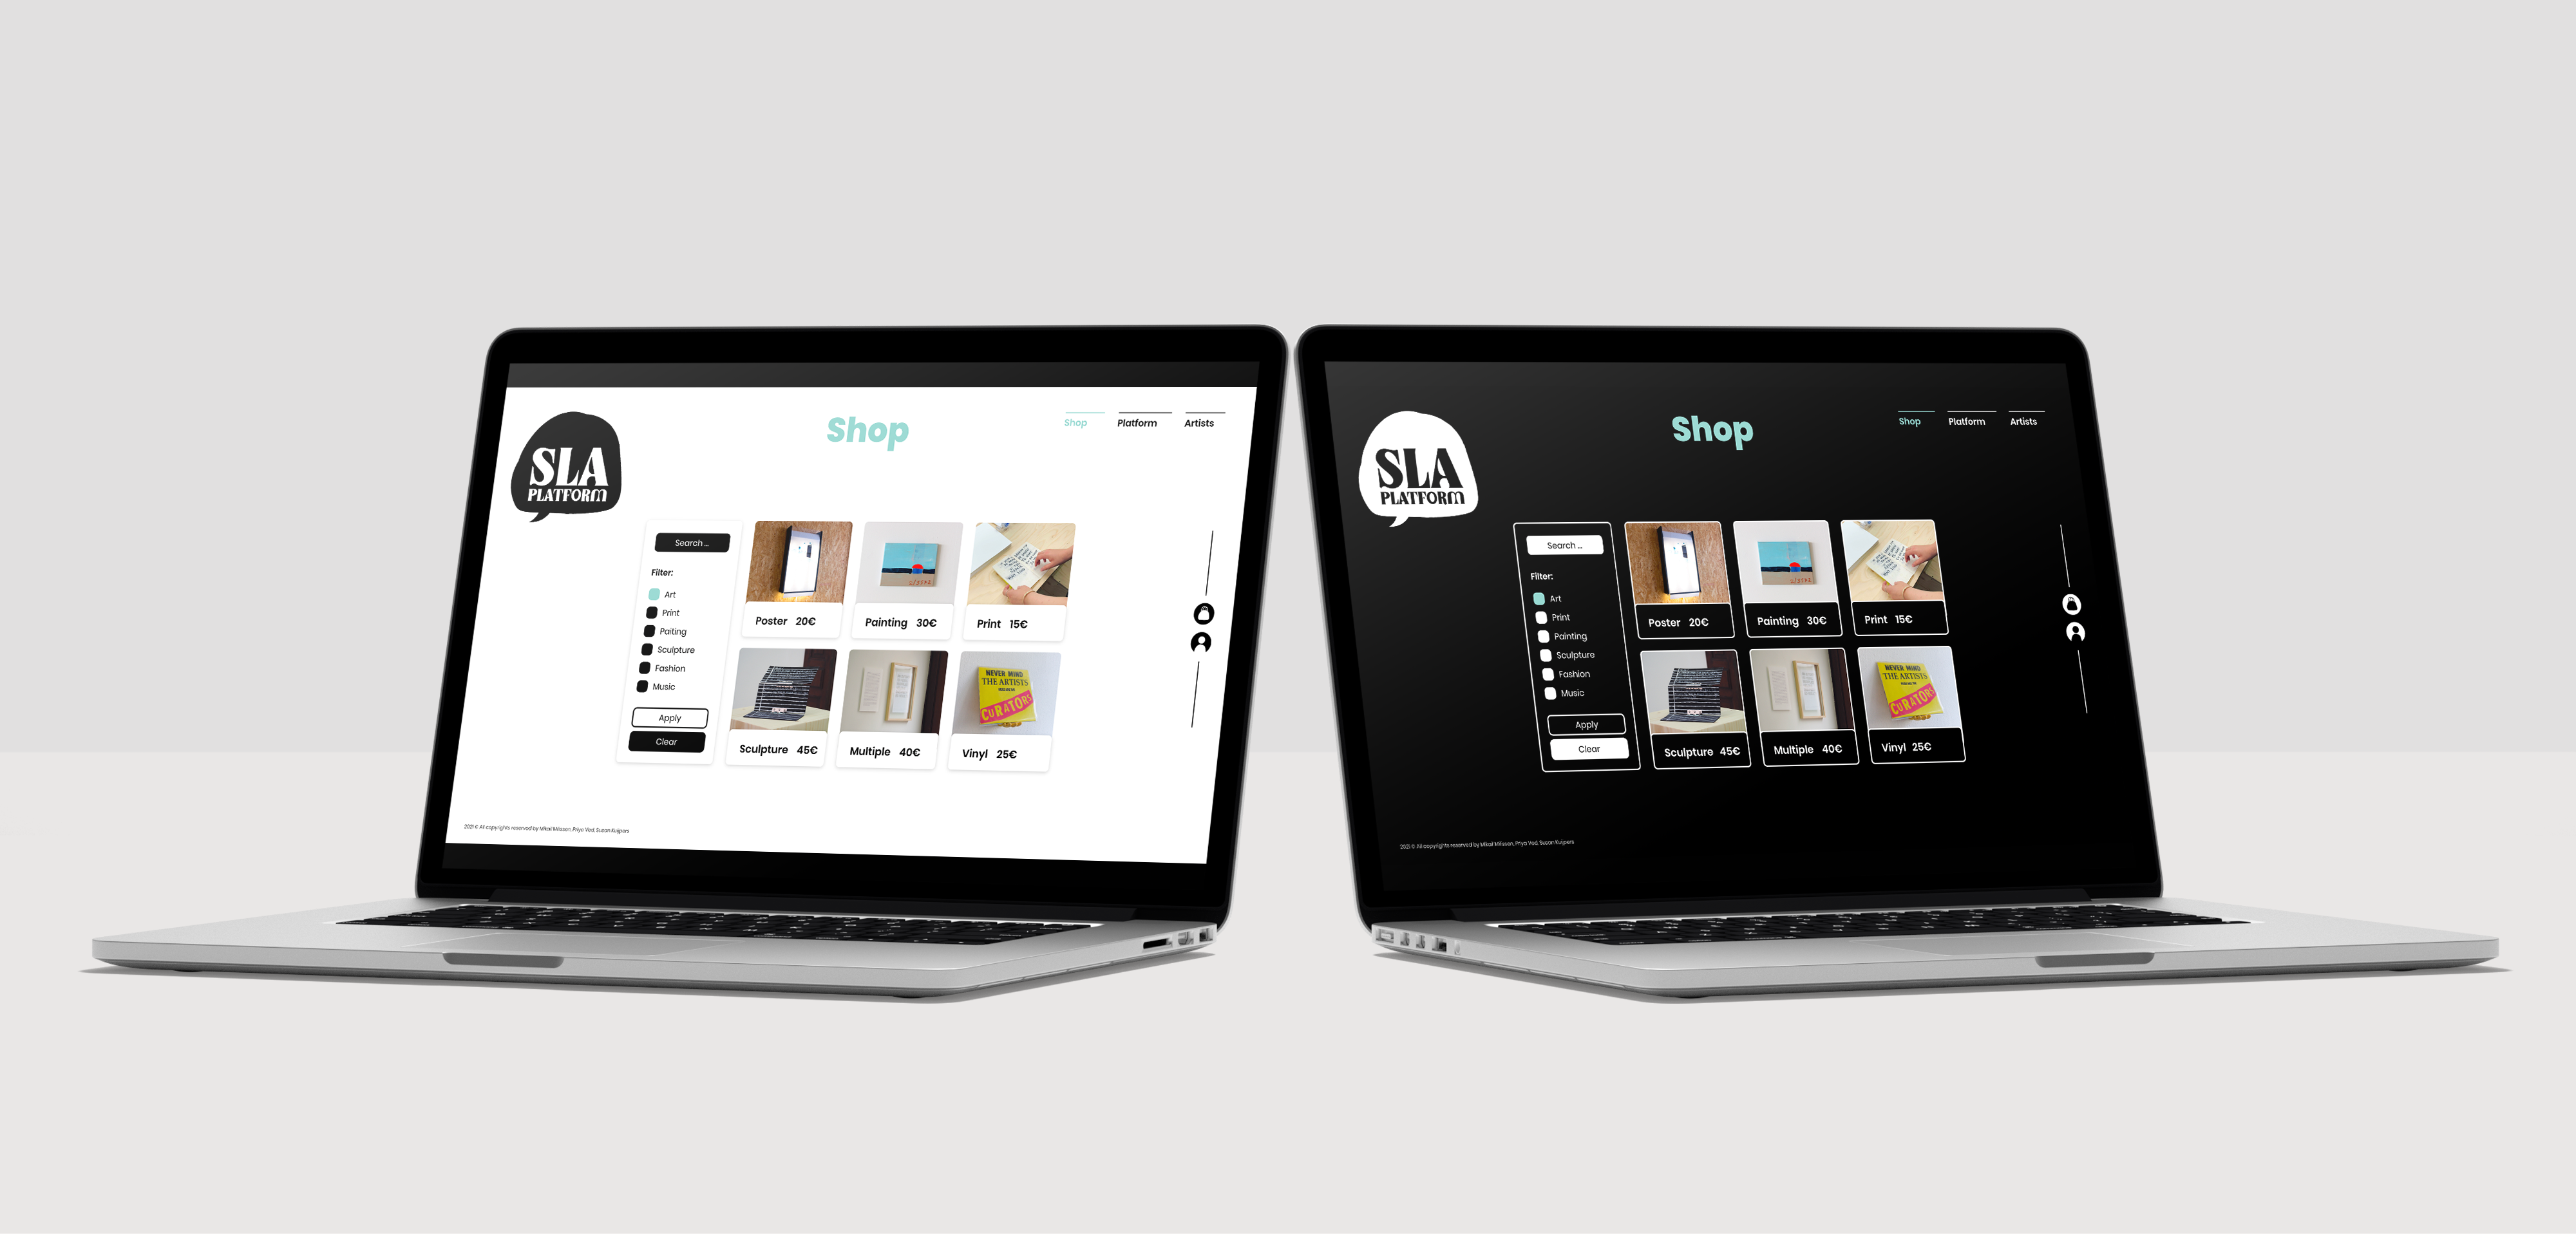 SLA
PLATFORM
Shop
Shop Platform Artists
Search ...
Filter:
Art
Print
Paiting
Sculpture
Fashion
Music
Apply
Clear
Poster 20€
Painting 30€
Print 15€
NEVER MIND
THE ARTISTS
CURATORS
Sculpture 45€
Multiple 40€
Vinyl 25€
2021 © All copyrights reserved by Mikail Milissen, Priya Ved, Susan Kuijpers
SLA
PLATFORM
Shop
Shop Platform Artists
Search ...
Filter:
Art
Print
Painting
Sculpture
Fashion
Music
Apply
Clear
Poster 20€
Painting 30€
Print 15€
NEVER MIND
THE ARTISTS
CURATORS
Sculpture 45€
Multiple 40€
Vinyl 25€
2021 © All copyrights reserved by Mikail Milissen, Priya Ved, Susan Kuijpers